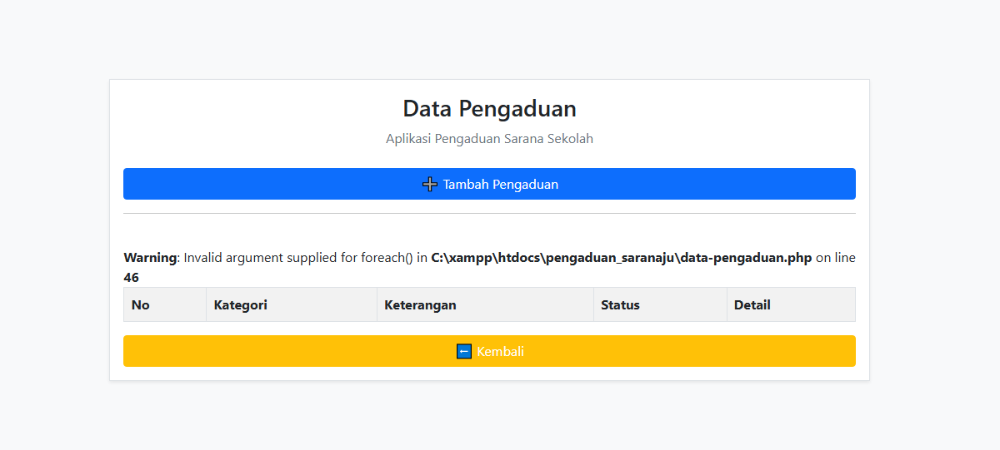 Data Pengaduan
Aplikasi Pengaduan Sarana Sekolah
➕ Tambah Pengaduan
Warning: Invalid argument supplied for foreach() in C:\xampp\htdocs\pengaduan_saranaju\data-pengaduan.php on line
46
No Kategori Keterangan Status Detail
⬅️ Kembali